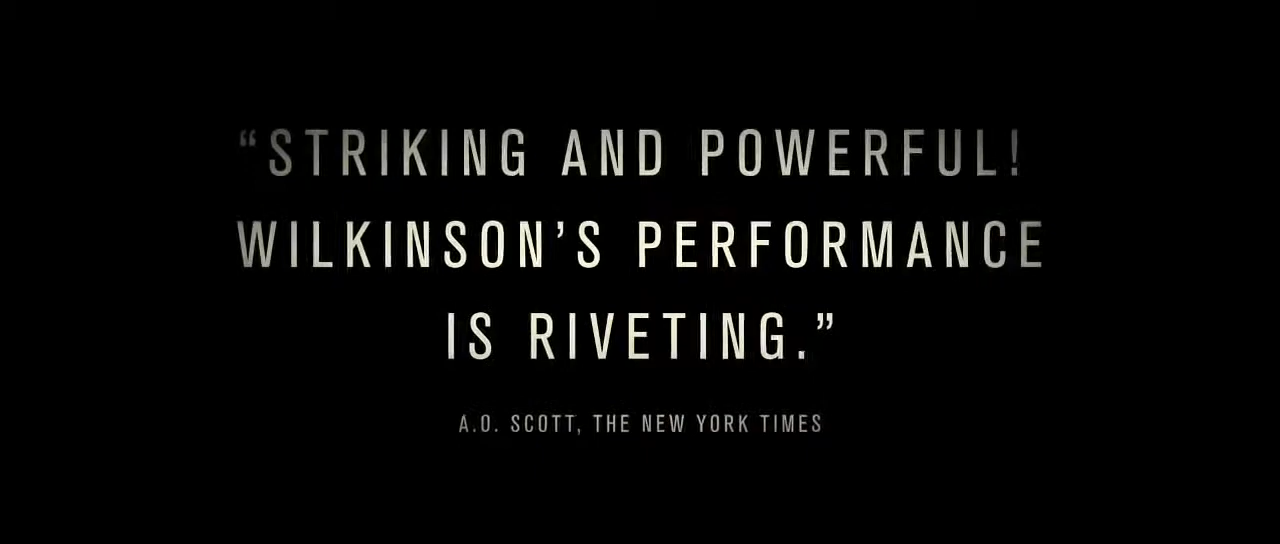 “STRIKING AND POWERFUL!
WILKINSON’S PERFORMANCE
IS RIVETING.”
A.O. SCOTT, THE NEW YORK TIMES